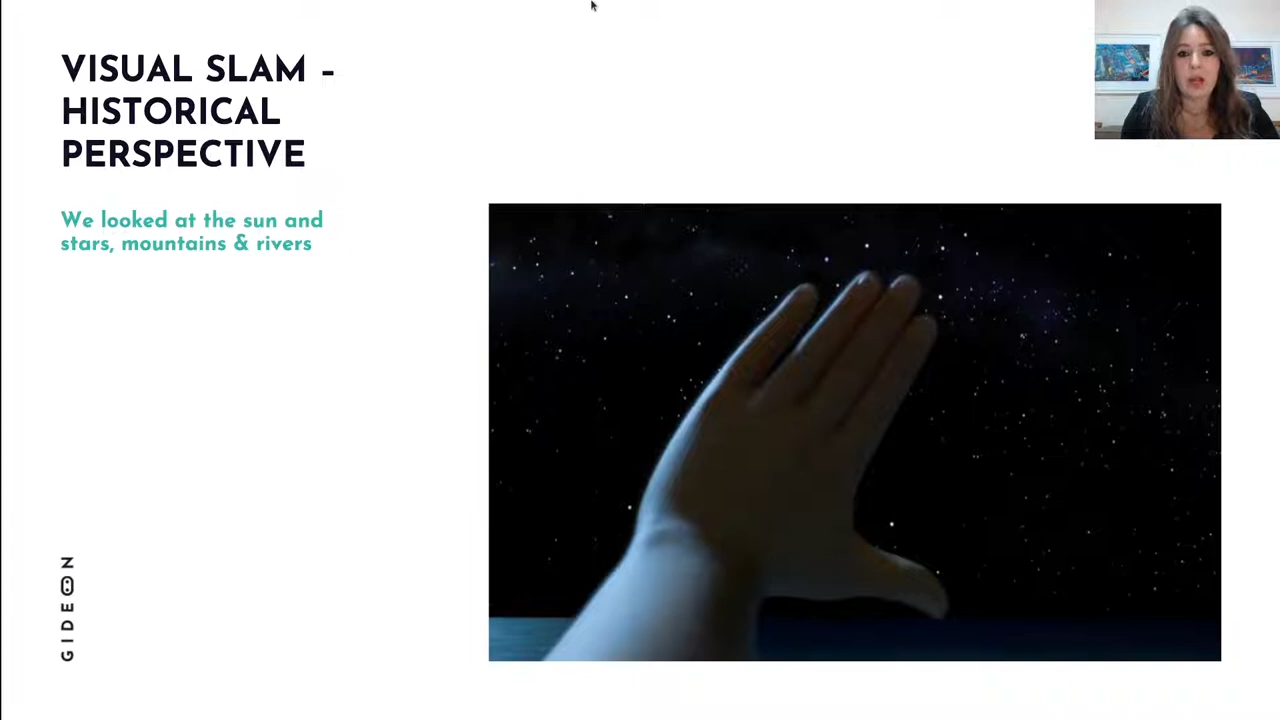 VISUAL SLAM -
HISTORICAL
PERSPECTIVE
We looked at the sun and
stars, mountains & rivers
GIDEON